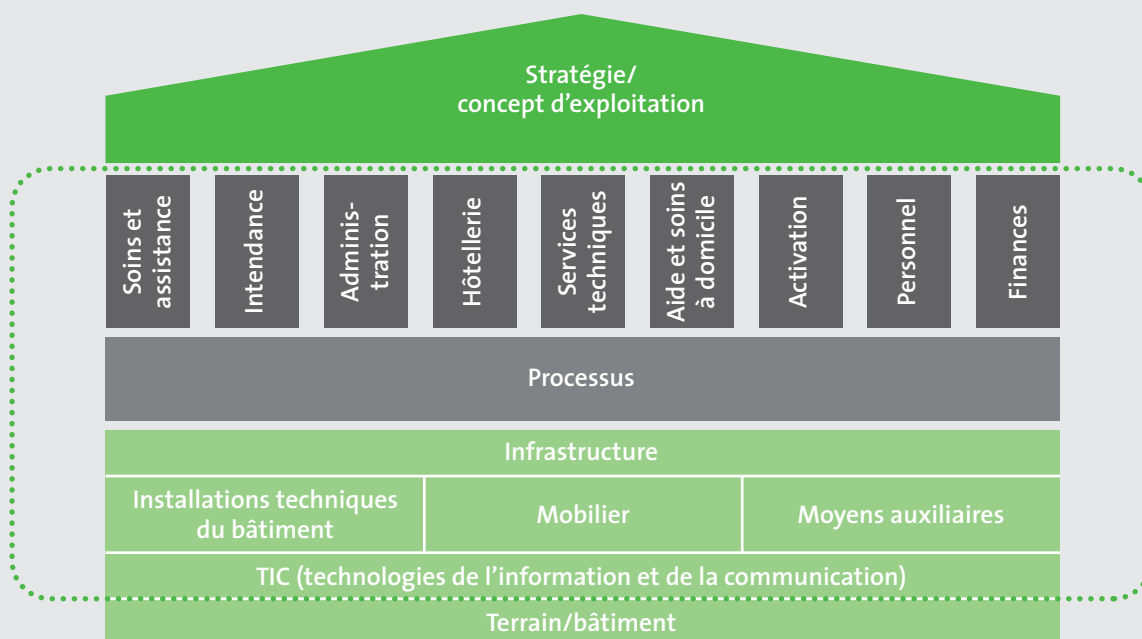 Stratégie/
concept d’exploitation
Soins et
assistance
Intendance
Adminis-
tration
Hôtellerie
Services
techniques
Aide et soins
à domicile
Activation
Personnel
Finances
Processus
Infrastructure
Installations techniques
du bâtiment
Mobilier
Moyens auxiliaires
TIC (technologies de l’information et de la communication)
Terrain/bâtiment